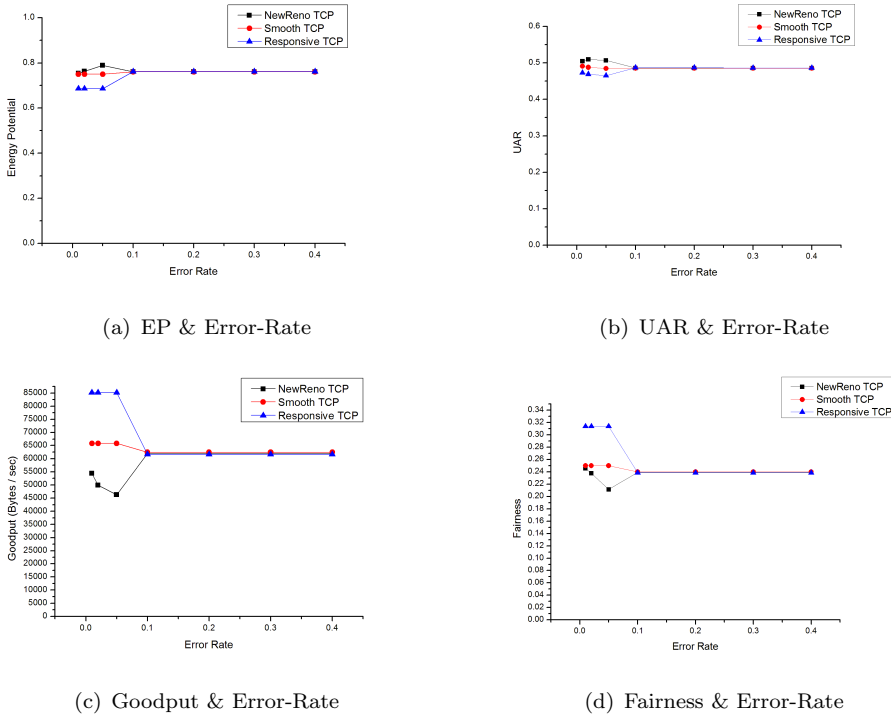 NewReno TCP
Smooth TCP
Responsive TCP
Energy Potential
1.0
0.8
0.6
0.4
0.2
0.0
0.0 0.1 0.2 0.3 0.4
Error Rate
(a) EP & Error-Rate
NewReno TCP
Smooth TCP
Responsive TCP
UAR
0.6
0.5
0.4
0.3
0.2
0.1
0.0
0.0 0.1 0.2 0.3 0.4
Error Rate
(b) UAR & Error-Rate
NewReno TCP
Smooth TCP
Responsive TCP
Goodput (Bytes / sec)
85000
80000
75000
70000
65000
60000
55000
50000
45000
40000
35000
30000
25000
20000
15000
10000
5000
0
0.0 0.1 0.2 0.3 0.4
Error Rate
(c) Goodput & Error-Rate
NewReno TCP
Smooth TCP
Responsive TCP
Fairness
0.34
0.32
0.30
0.28
0.26
0.24
0.22
0.20
0.18
0.16
0.14
0.12
0.10
0.08
0.06
0.04
0.02
0.00
0.0 0.1 0.2 0.3 0.4
Error Rate
(d) Fairness & Error-Rate